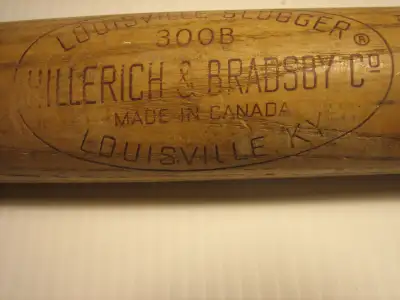 LOUISVILLE SLUGGER
300B ®
HILLERICH & BRADSBY Co
MADE IN CANADA
LOUISVILLE KY